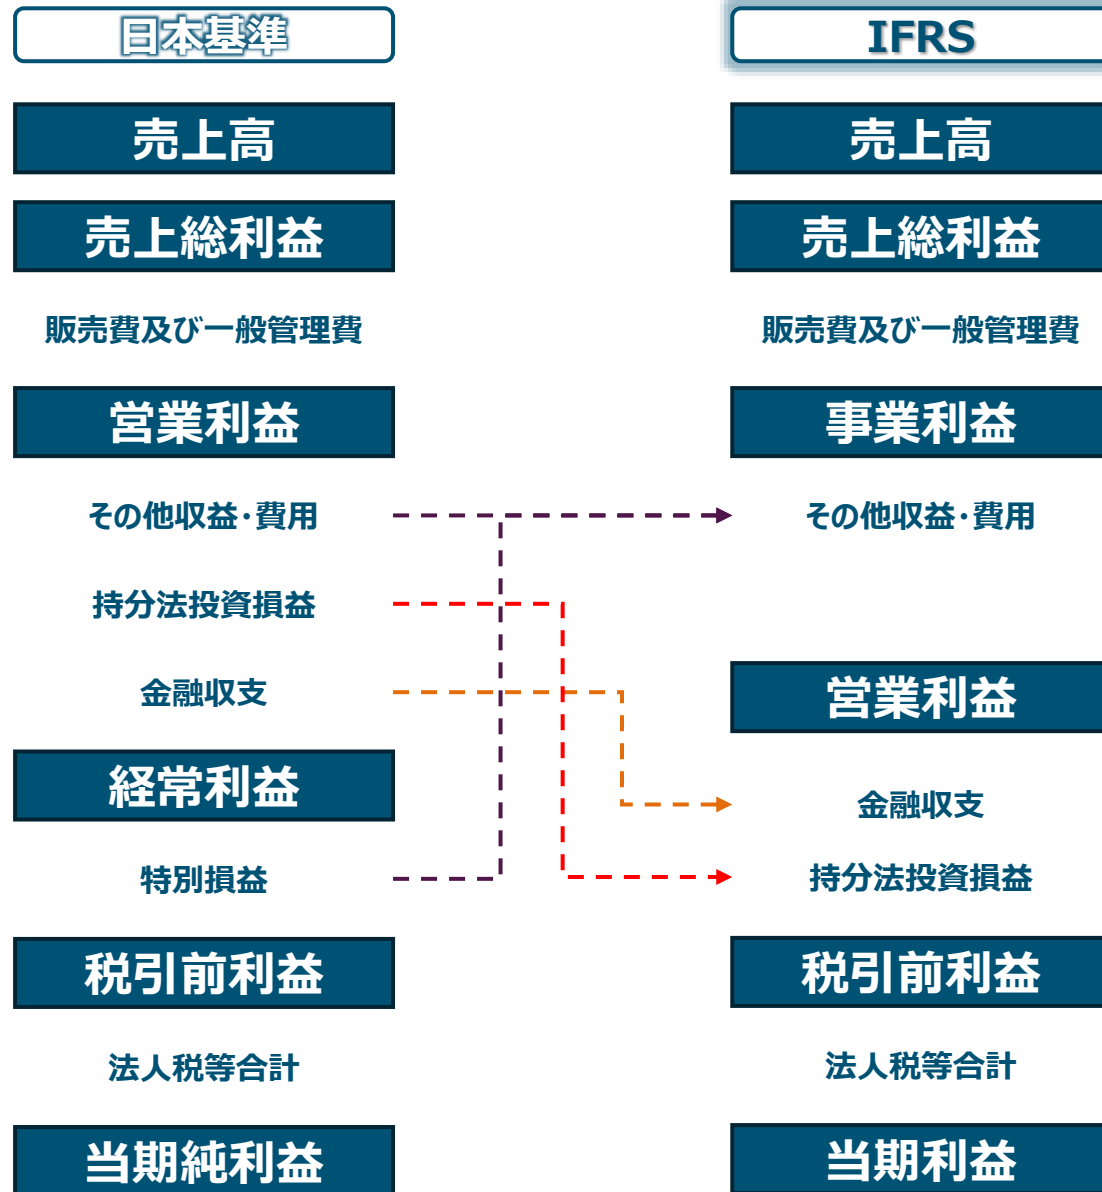 日本基準
売上高
売上総利益
販売費及び一般管理費
営業利益
その他収益・費用
持分法投資損益
金融収支
経常利益
特別損益
税引前利益
法人税等合計
当期純利益
IFRS
売上高
売上総利益
販売費及び一般管理費
事業利益
その他収益・費用
営業利益
金融収支
持分法投資損益
税引前利益
法人税等合計
当期利益